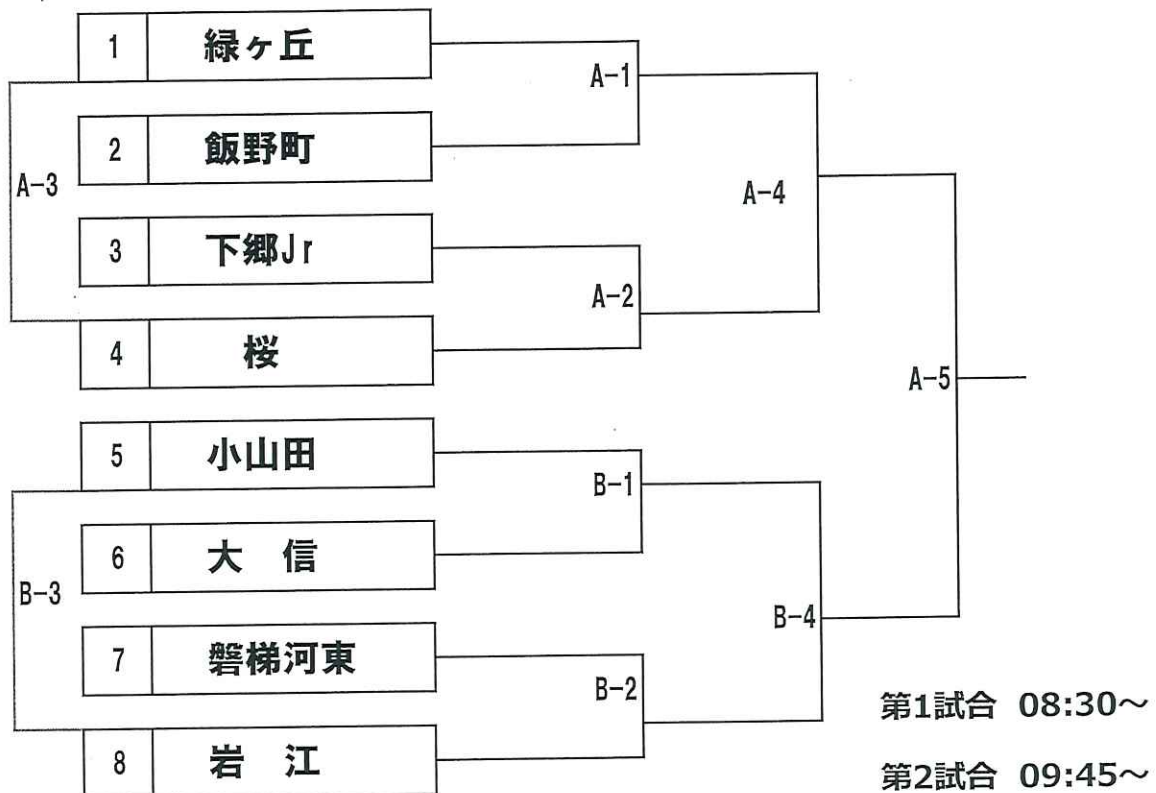 1 緑ヶ丘
A-1
2 飯野町
A-3
A-4
3 下郷Jr
A-2
4 桜
A-5
5 小山田
B-1
6 大 信
B-3
B-4
7 磐梯河東
B-2
第1試合 08:30～
8 岩 江
第2試合 09:45～